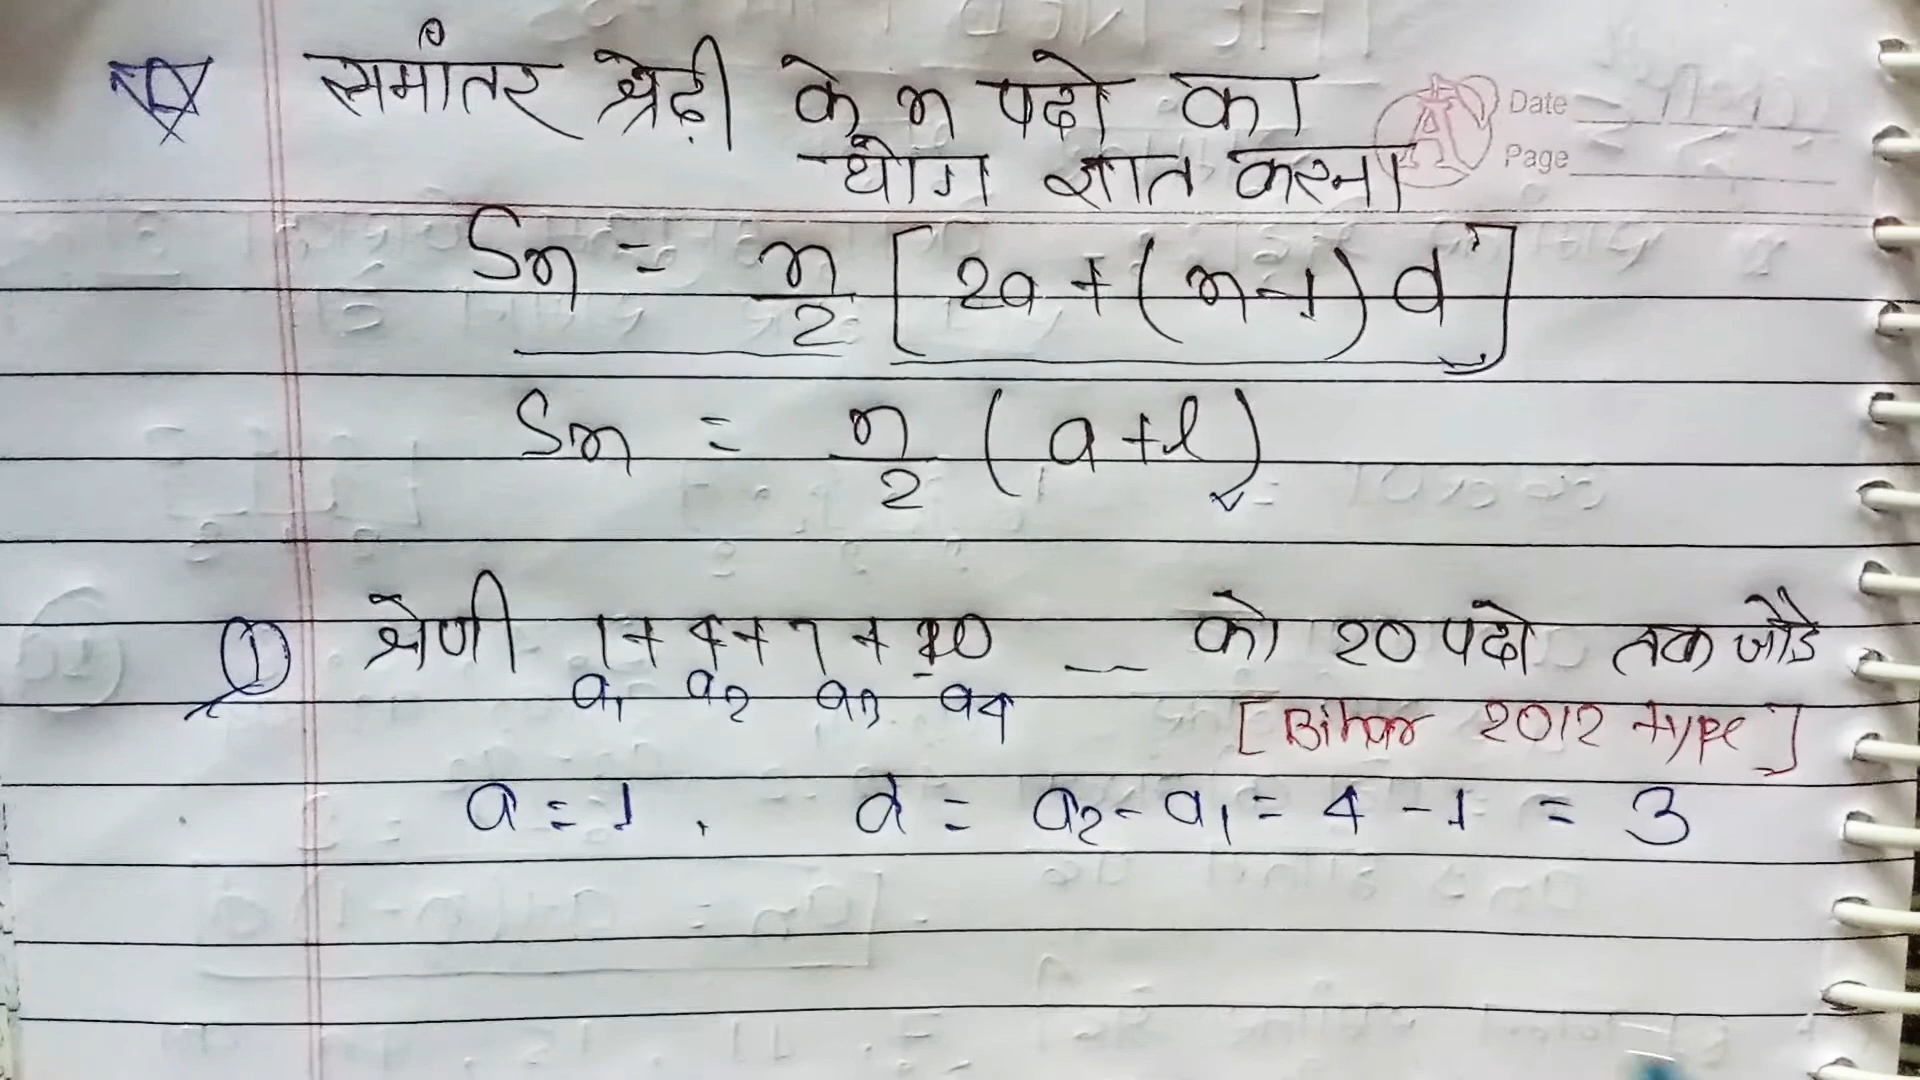 समांतर श्रेढ़ी के n पदो का
योग ज्ञात करना
Date
Page
Sn = n/2 [2a + (n-1) d]
Sn = n/2 (a+l)
① श्रेणी 1+4+7+10 __ को 20 पदो तक जोडे
a1 a2 a3 a4
[Bihar 2012 type]
a = 1, d = a2 - a1 = 4 - 1 = 3